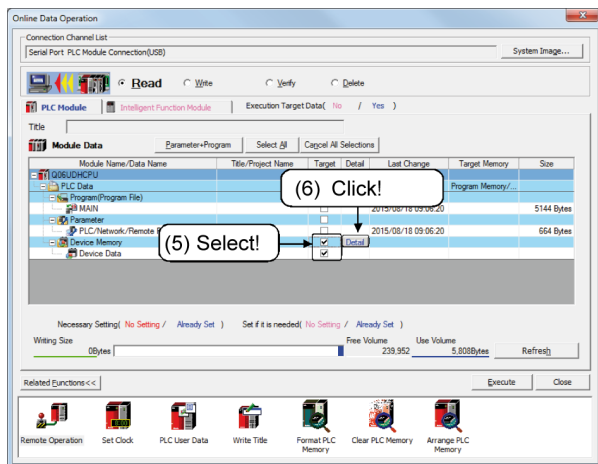 Online Data Operation
Connection Channel List
Serial Port PLC Module Connection(USB)
System Image...
Read Write Verify Delete
PLC Module Intelligent Function Module Execution Target Data( No / Yes )
Title
Module Data Parameter+Program Select All Cancel All Selections
Module Name/Data Name Title/Project Name Target Detail Last Change Target Memory Size
Q06UDHCPU
PLC Data Program Memory/...
Program(Program File)
MAIN 2015/08/18 09:06:20 5144 Bytes
Parameter
PLC/Network/Remote 2015/08/18 09:06:20 664 Bytes
Device Memory Detail
Device Data
(6) Click!
(5) Select!
Necessary Setting( No Setting / Already Set ) Set if it is needed( No Setting / Already Set )
Writing Size Free Volume Use Volume
0Bytes 239,952 5,808Bytes Refresh
Related Functions<< Execute Close
Remote Operation Set Clock PLC User Data Write Title Format PLC Memory Clear PLC Memory Arrange PLC Memory